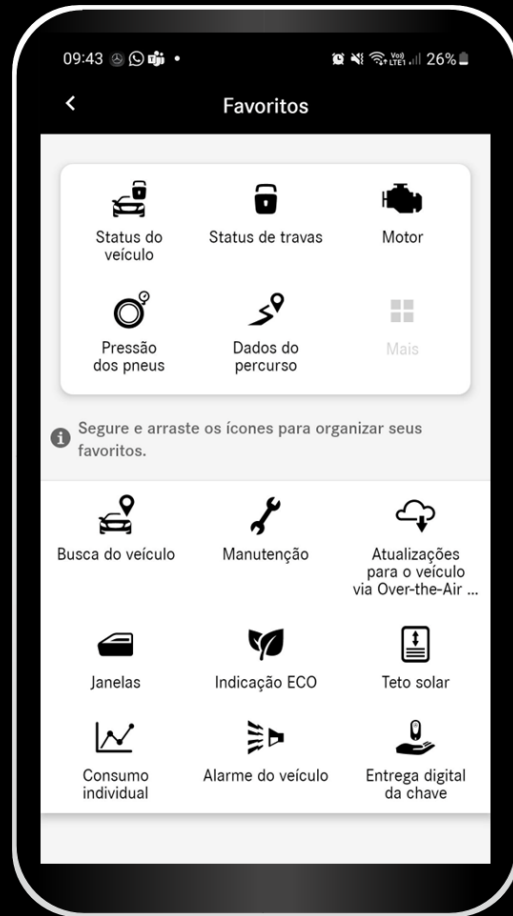 09:43
Vo)) LTE1 26%
Favoritos
Status do
veículo
Status de travas
Motor
Pressão
dos pneus
Dados do
percurso
Mais
Segure e arraste os ícones para organizar seus
favoritos.
Busca do veículo
Manutenção
Atualizações
para o veículo
via Over-the-Air ...
Janelas
Indicação ECO
Teto solar
Consumo
individual
Alarme do veículo
Entrega digital
da chave